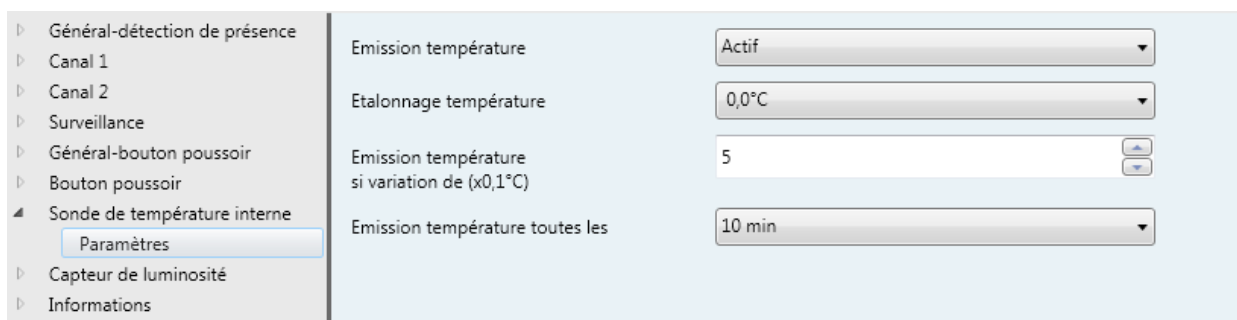 Général-détection de présence
Canal 1
Canal 2
Surveillance
Général-bouton poussoir
Bouton poussoir
Sonde de température interne
Paramètres
Capteur de luminosité
Informations
Emission température
Actif
Etalonnage température
0,0°C
Emission température
si variation de (x0,1°C)
5
Emission température toutes les
10 min